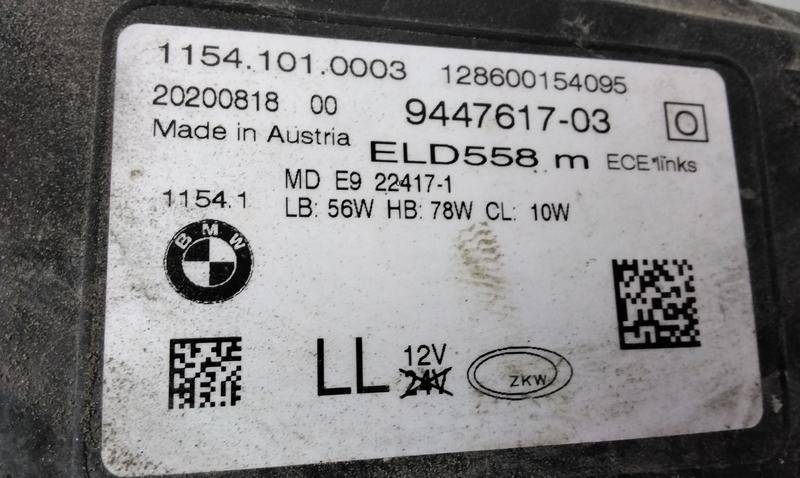 1154.101.0003 128600154095
20200818 00 9447617-03 O
Made in Austria ELD558 m ECE*links
MD E9 22417-1
1154.1 LB: 56W HB: 78W CL: 10W
BMW
LL 12V
24V
ZKW